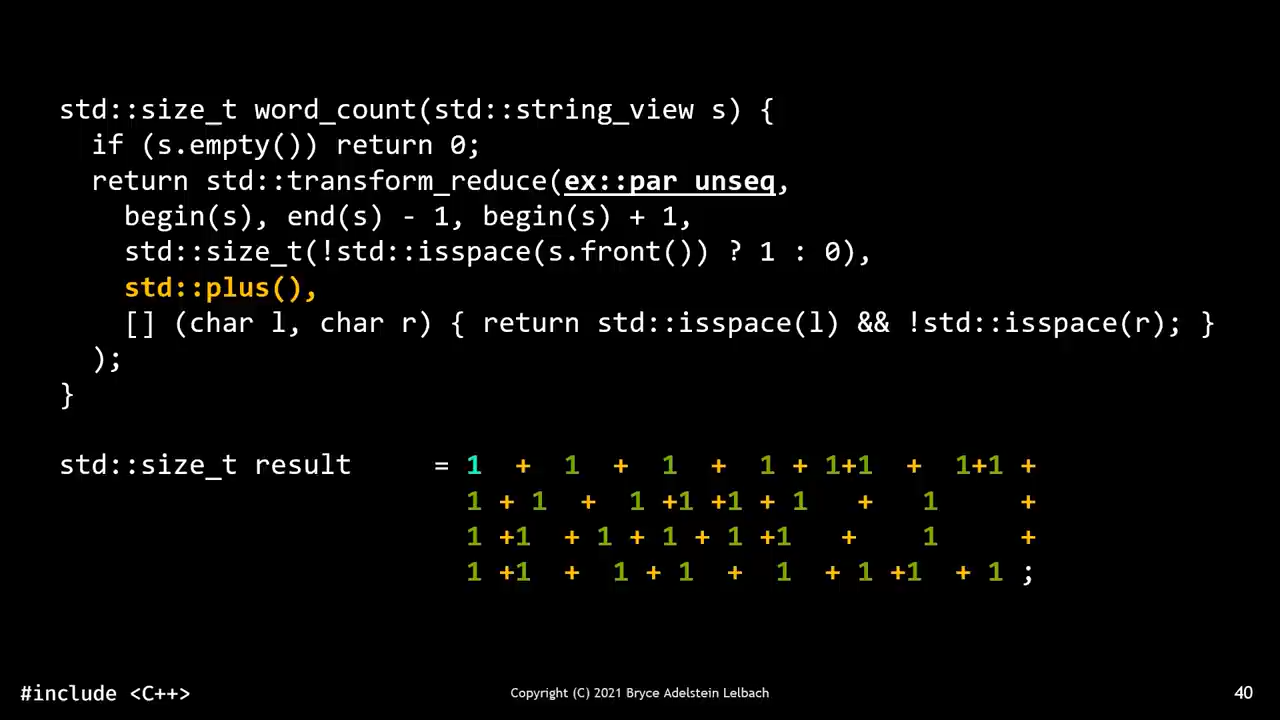 std::size_t word_count(std::string_view s) {
if (s.empty()) return 0;
return std::transform_reduce(ex::par_unseq,
begin(s), end(s) - 1, begin(s) + 1,
std::size_t(!std::isspace(s.front()) ? 1 : 0),
std::plus(),
[] (char l, char r) { return std::isspace(l) && !std::isspace(r); }
);
}
std::size_t result = 1 + 1 + 1 + 1 + 1+1 + 1+1 +
1 + 1 + 1 +1 +1 + 1 + 1 +
1 +1 + 1 + 1 + 1 +1 + 1 +
1 +1 + 1 + 1 + 1 + 1 +1 + 1 ;
#include <C++>
Copyright (C) 2021 Bryce Adelstein Lelbach
40